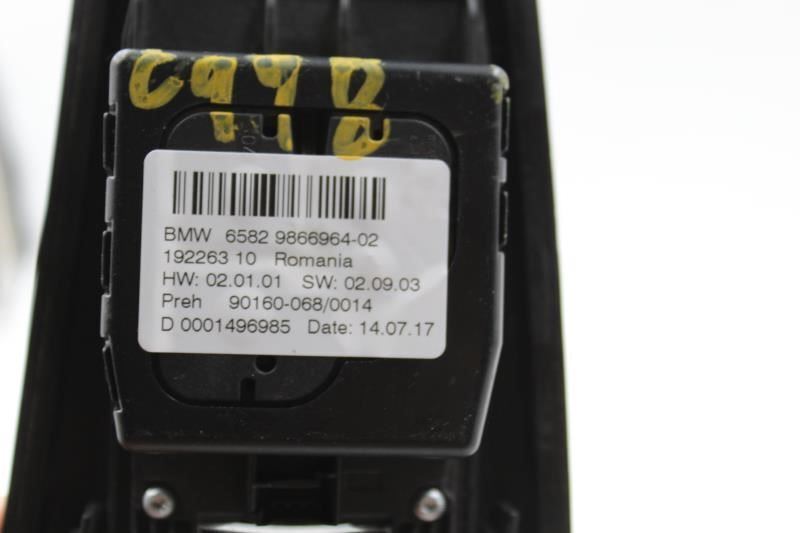 C99B
BMW 6582 9866964-02
192263 10 Romania
HW: 02.01.01 SW: 02.09.03
Preh 90160-068/0014
D 0001496985 Date: 14.07.17